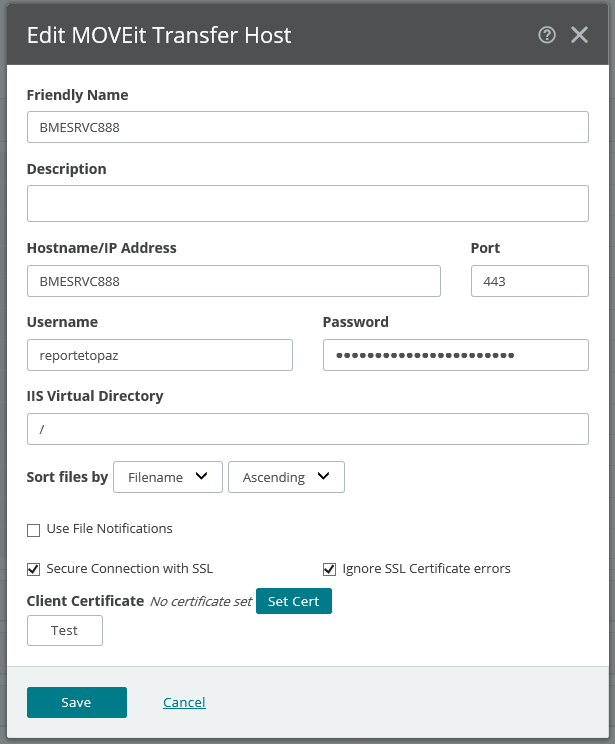 Edit MOVEit Transfer Host
Friendly Name
BMESRVC888
Description
Hostname/IP Address Port
BMESRVC888 443
Username Password
reportetopaz •••••••••••••••••••••••
IIS Virtual Directory
/
Sort files by Filename Ascending
Use File Notifications
Secure Connection with SSL Ignore SSL Certificate errors
Client Certificate No certificate set Set Cert
Test
Save Cancel